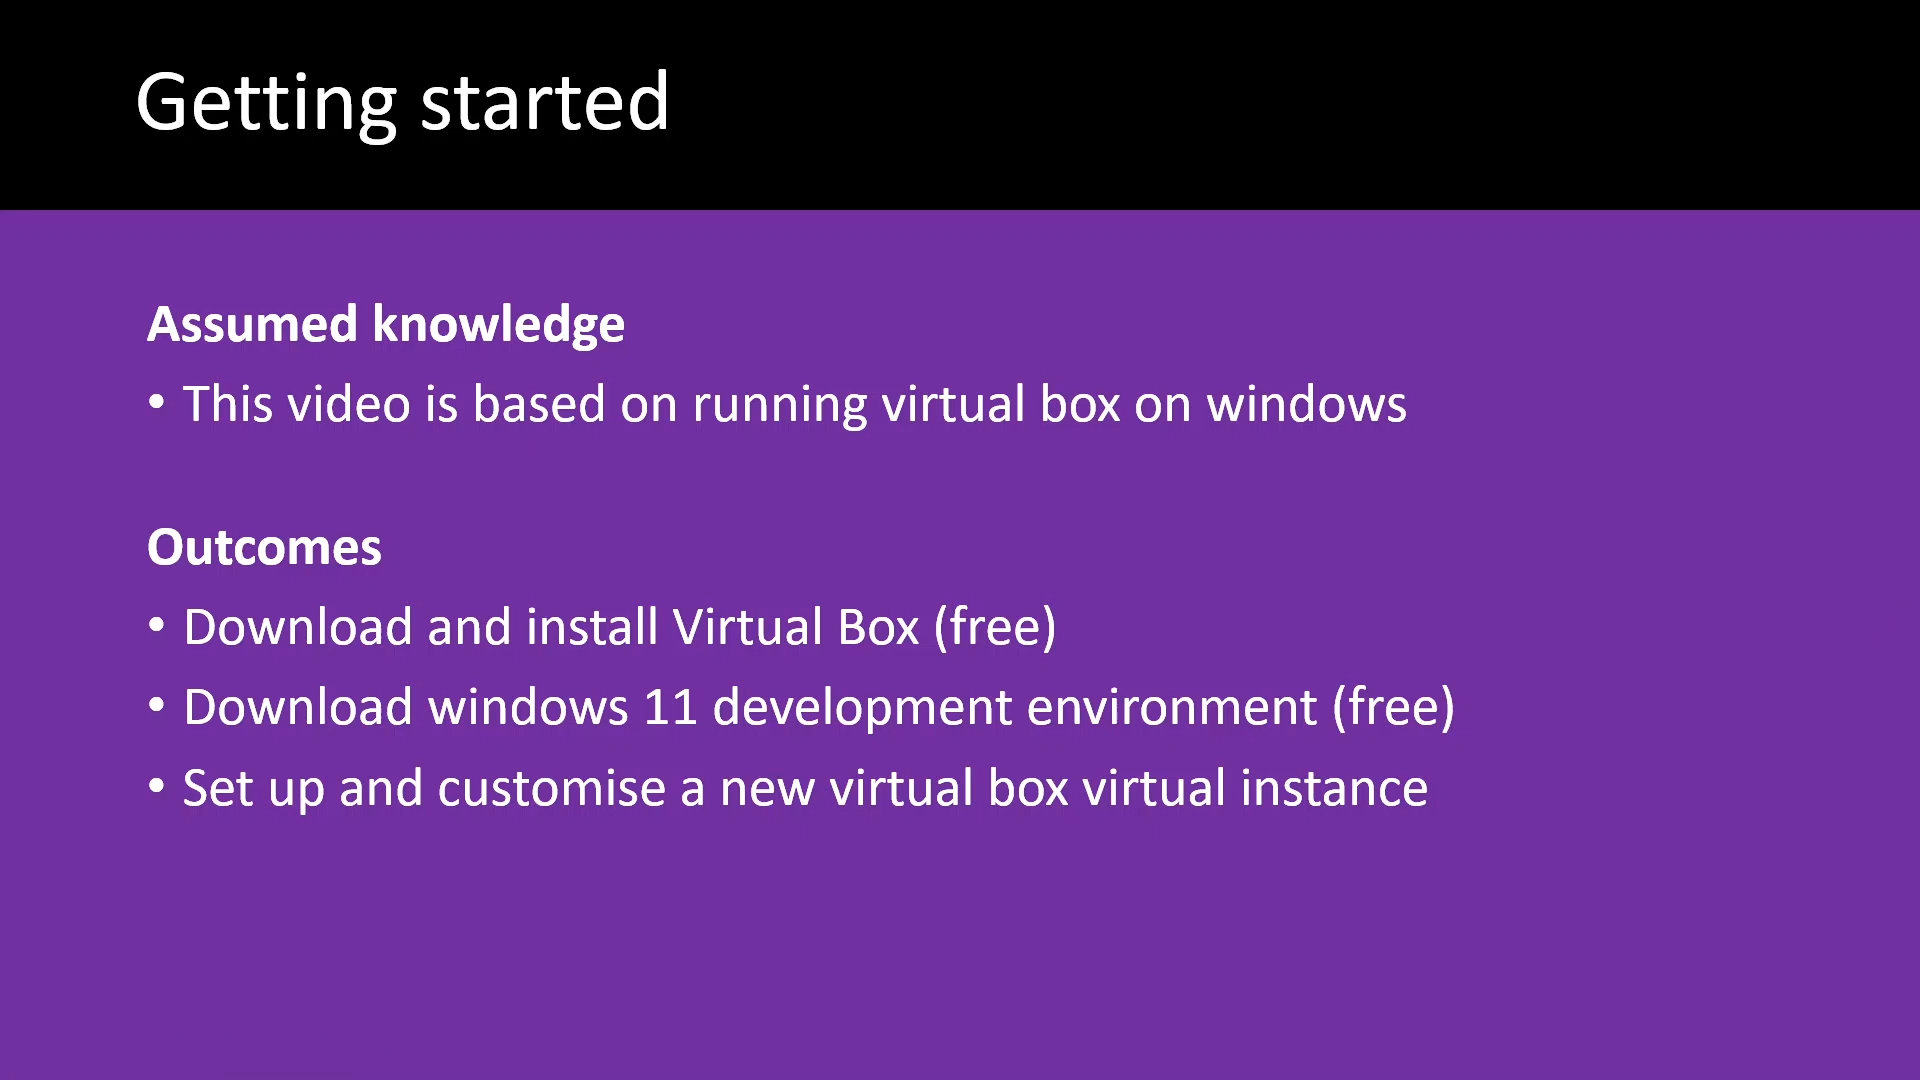 Getting started
Assumed knowledge
• This video is based on running virtual box on windows
Outcomes
• Download and install Virtual Box (free)
• Download windows 11 development environment (free)
• Set up and customise a new virtual box virtual instance